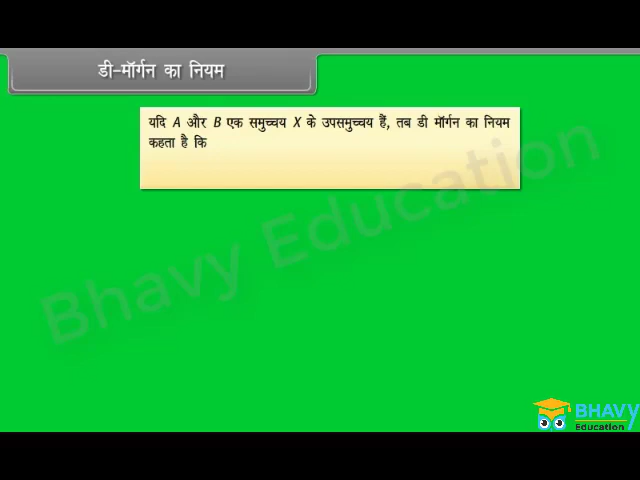 डी-मॉर्गन का नियम
यदि A और B एक समुच्चय X के उपसमुच्चय हैं, तब डी मॉर्गन का नियम
कहता है कि
Bhavy Education
BHAVY
Education